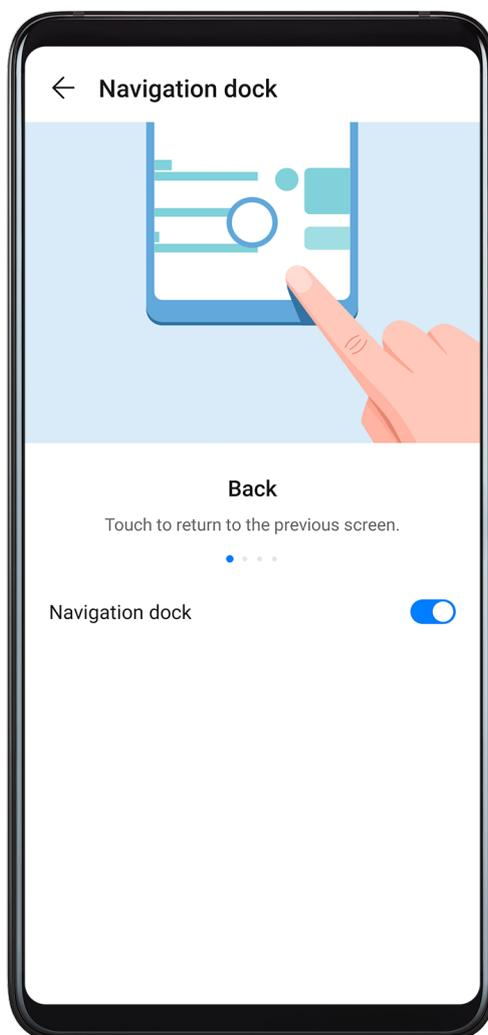 Navigation dock
Back
Touch to return to the previous screen.
Navigation dock